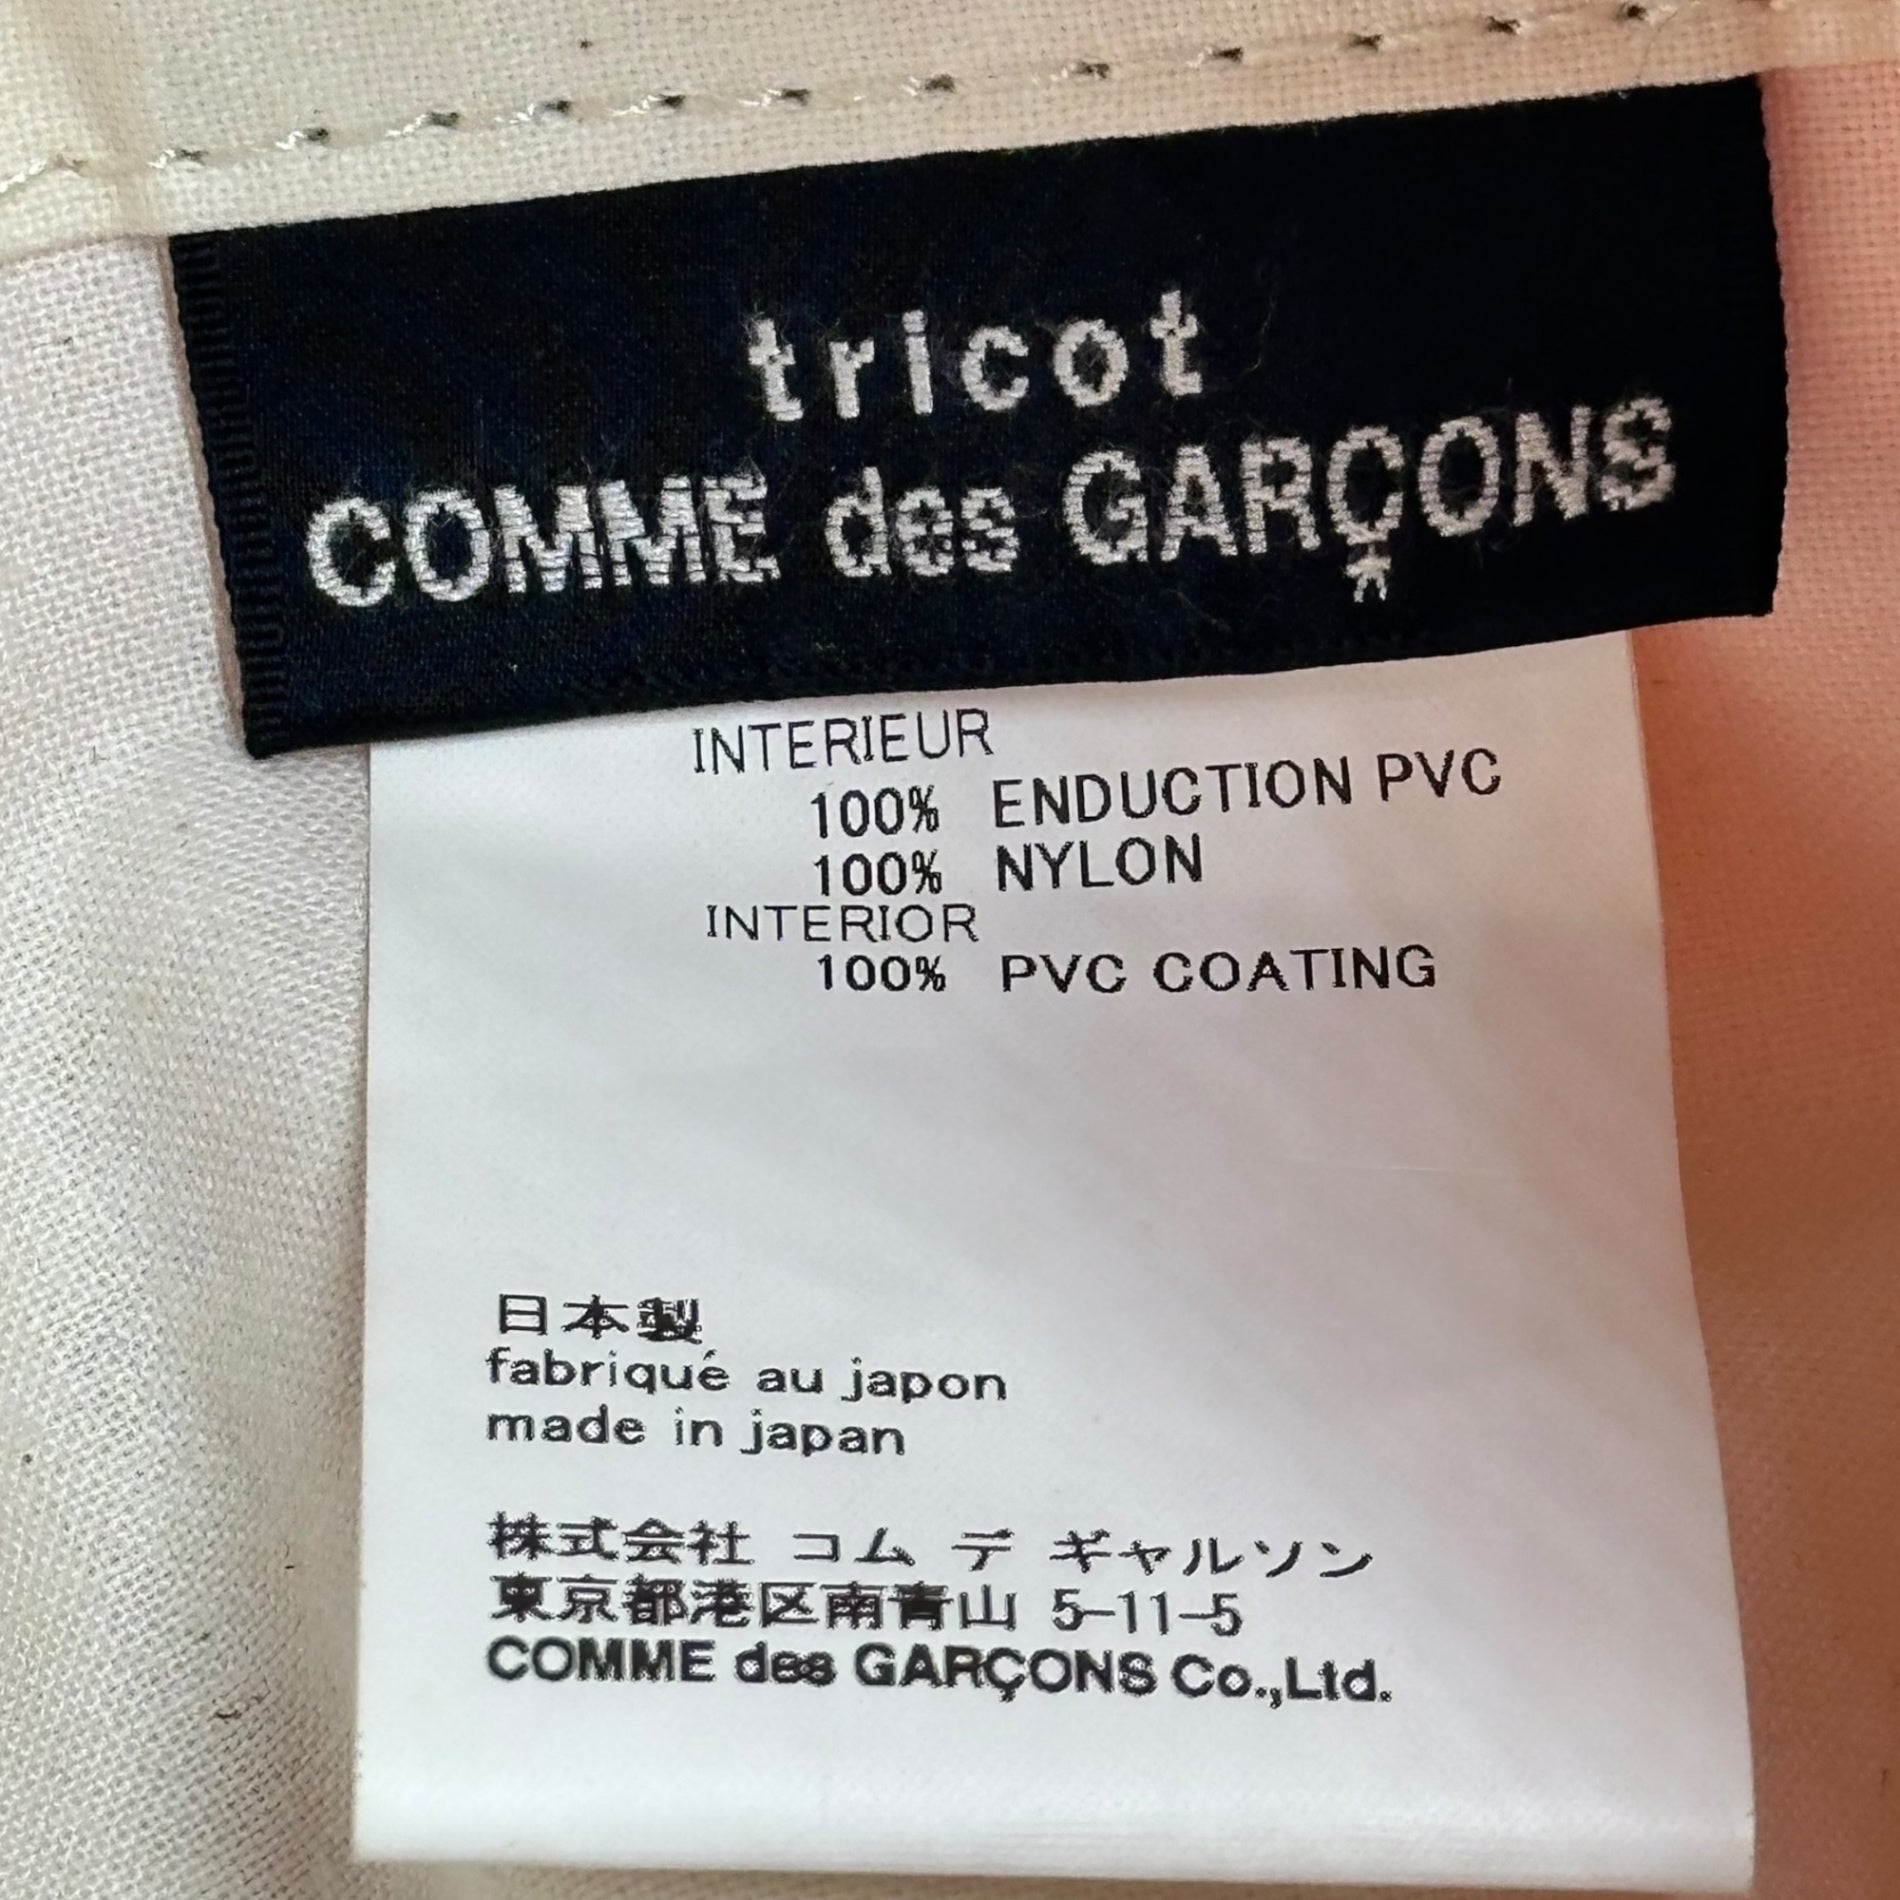 tricot
COMME des GARÇONS
INTERIEUR
100% ENDUCTION PVC
100% NYLON
INTERIOR
100% PVC COATING
日本製
fabriqué au japon
made in japan
株式会社 コム デ ギャルソン
東京都港区南青山 5-11-5
COMME des GARÇONS Co.,Ltd.